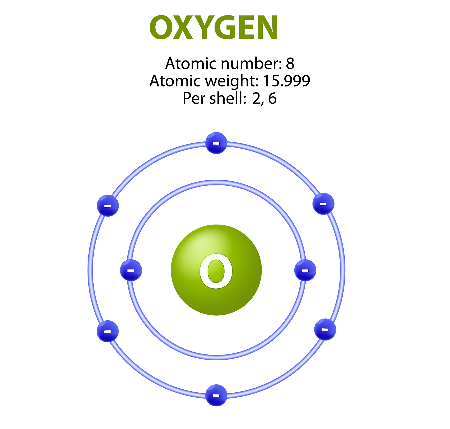 OXYGEN
Atomic number: 8
Atomic weight: 15.999
Per shell: 2, 6
-
- -
- O -
- -
-